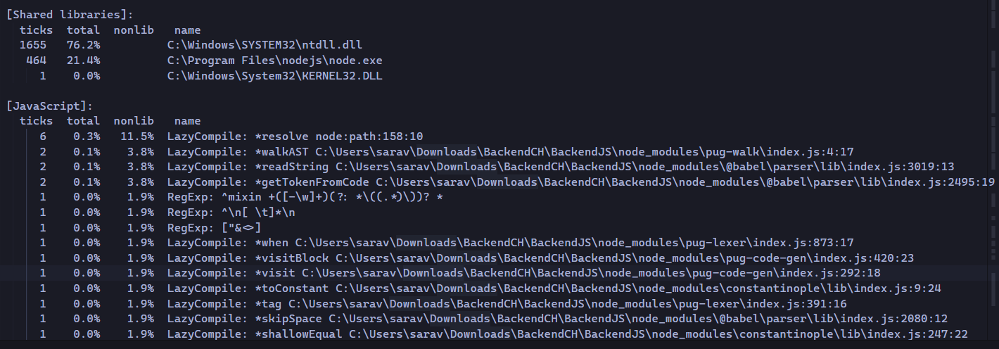 [Shared libraries]:
ticks  total  nonlib   name
1655   76.2%          C:\Windows\SYSTEM32\ntdll.dll
464   21.4%          C:\Program Files\nodejs\node.exe
1    0.0%          C:\Windows\System32\KERNEL32.DLL
[JavaScript]:
ticks  total  nonlib   name
6    0.3%   11.5%  LazyCompile: *resolve node:path:158:10
2    0.1%    3.8%  LazyCompile: *walkAST C:\Users\sarav\Downloads\BackendCH\BackendJS\node_modules\pug-walk\index.js:4:17
2    0.1%    3.8%  LazyCompile: *readString C:\Users\sarav\Downloads\BackendCH\BackendJS\node_modules\@babel\parser\lib\index.js:3019:13
2    0.1%    3.8%  LazyCompile: *getTokenFromCode C:\Users\sarav\Downloads\BackendCH\BackendJS\node_modules\@babel\parser\lib\index.js:2495:19
1    0.0%    1.9%  RegExp: ^mixin +([-\w]+)(?: *\((.*)\))? *
1    0.0%    1.9%  RegExp: ^\n[ \t]*\n
1    0.0%    1.9%  RegExp: ["&<>]
1    0.0%    1.9%  LazyCompile: *when C:\Users\sarav\Downloads\BackendCH\BackendJS\node_modules\pug-lexer\index.js:873:17
1    0.0%    1.9%  LazyCompile: *visitBlock C:\Users\sarav\Downloads\BackendCH\BackendJS\node_modules\pug-code-gen\index.js:420:23
1    0.0%    1.9%  LazyCompile: *visit C:\Users\sarav\Downloads\BackendCH\BackendJS\node_modules\pug-code-gen\index.js:292:18
1    0.0%    1.9%  LazyCompile: *toConstant C:\Users\sarav\Downloads\BackendCH\BackendJS\node_modules\constantinople\lib\index.js:9:24
1    0.0%    1.9%  LazyCompile: *tag C:\Users\sarav\Downloads\BackendCH\BackendJS\node_modules\pug-lexer\index.js:391:16
1    0.0%    1.9%  LazyCompile: *skipSpace C:\Users\sarav\Downloads\BackendCH\BackendJS\node_modules\@babel\parser\lib\index.js:2080:12
1    0.0%    1.9%  LazyCompile: *shallowEqual C:\Users\sarav\Downloads\BackendCH\BackendJS\node_modules\constantinople\lib\index.js:247:22